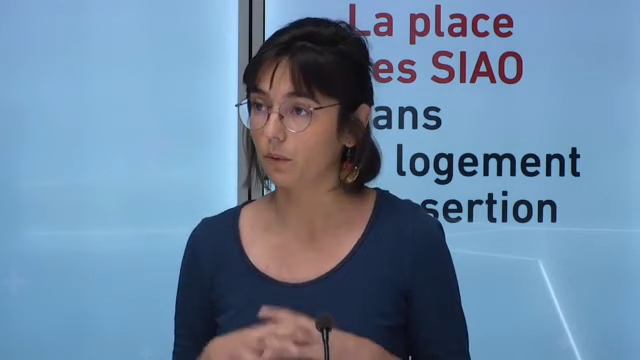 La place
es SIAO
ans
logement
sertion